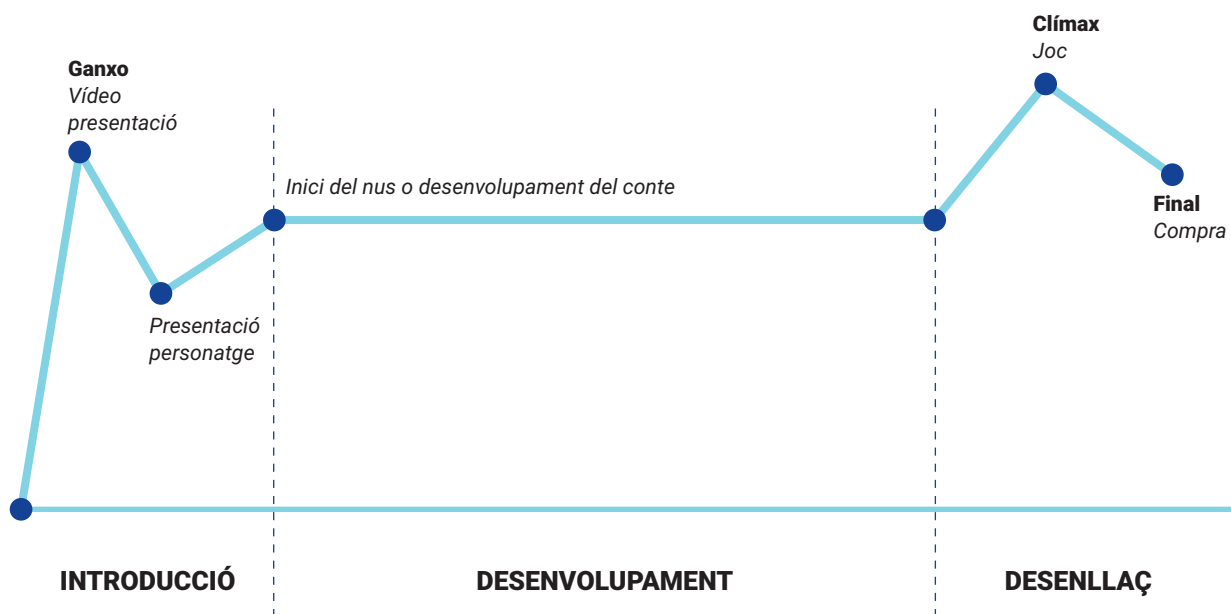 Ganxo
Vídeo
presentació
Presentació
personatge
Inici del nus o desenvolupament del conte
Clímax
Joc
Final
Compra
INTRODUCCIÓ
DESENVOLUPAMENT
DESENLLAÇ